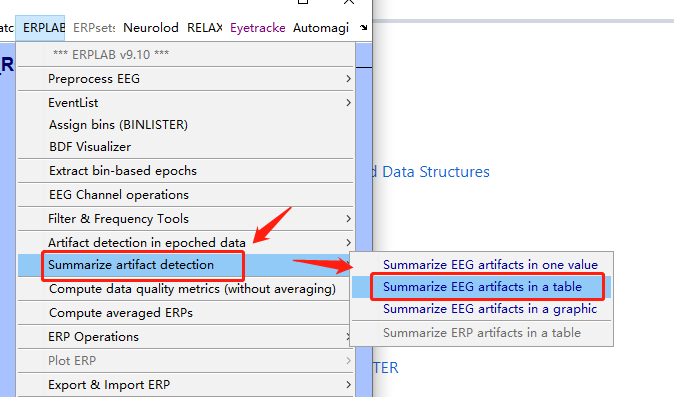 atc ERPLAB ERPsets Neurolod RELAX Eyetracke Automagi
R
*** ERPLAB v9.10 ***
Preprocess EEG
EventList
Assign bins (BINLISTER)
BDF Visualizer
Extract bin-based epochs
EEG Channel operations
Filter & Frequency Tools
Artifact detection in epoched data
Summarize artifact detection
Compute data quality metrics (without averaging)
Compute averaged ERPs
ERP Operations
Plot ERP
Export & Import ERP
d Data Structures
Summarize EEG artifacts in one value
Summarize EEG artifacts in a table
Summarize EEG artifacts in a graphic
Summarize ERP artifacts in a table
TER